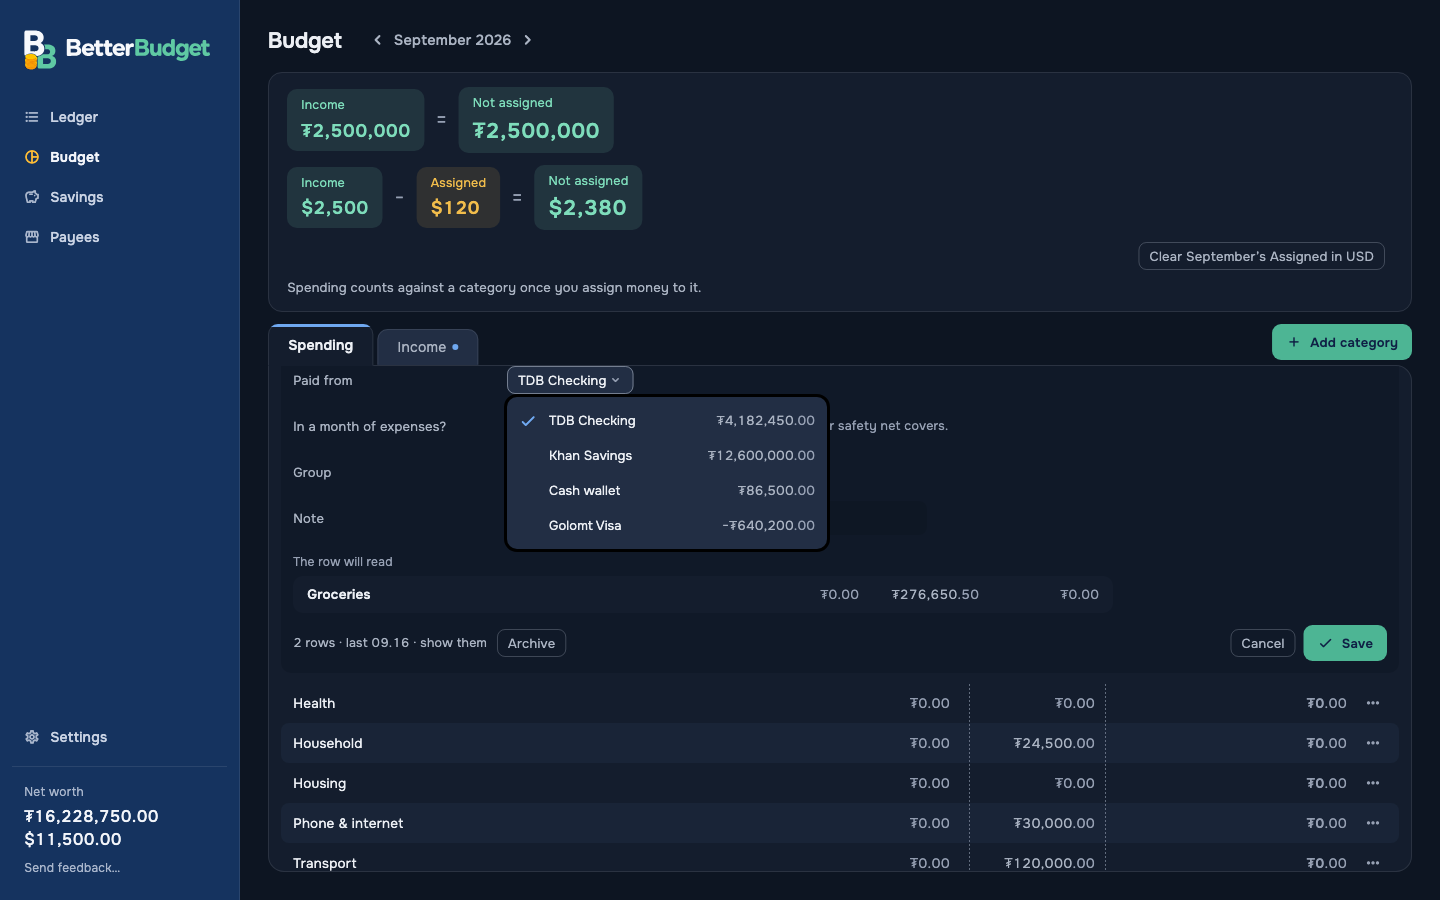 BetterBudget
Ledger
Budget
Savings
Payees
Settings
Net worth
₮16,228,750.00
$11,500.00
Send feedback...
Budget
September 2026
Income
₮2,500,000
=
Not assigned
₮2,500,000
Income
$2,500
-
Assigned
$120
=
Not assigned
$2,380
Clear September's Assigned in USD
Spending counts against a category once you assign money to it.
Spending
Income
+ Add category
Paid from
TDB Checking
TDB Checking ₮4,182,450.00
Khan Savings ₮12,600,000.00
Cash wallet ₮86,500.00
Golomt Visa -₮640,200.00
In a month of expenses?
r safety net covers.
Group
Note
The row will read
Groceries ₮0.00 ₮276,650.50 ₮0.00
2 rows · last 09.16 · show them
Archive
Cancel
Save
Health ₮0.00 ₮0.00 ₮0.00
Household ₮0.00 ₮24,500.00 ₮0.00
Housing ₮0.00 ₮0.00 ₮0.00
Phone & internet ₮0.00 ₮30,000.00 ₮0.00
Transport ₮0.00 ₮120,000.00 ₮0.00